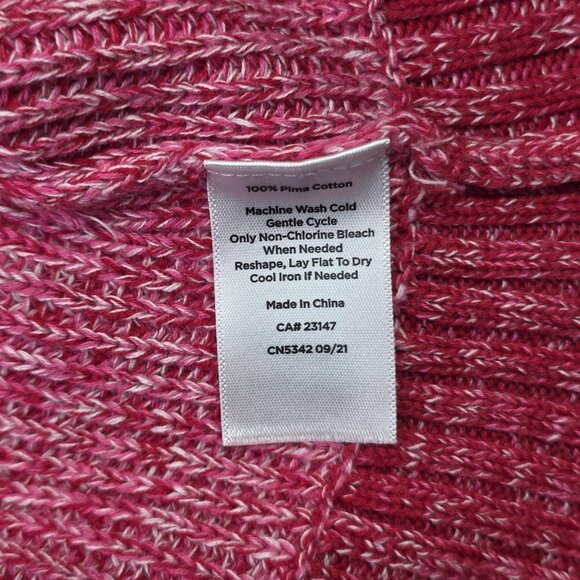 100% Pima Cotton
Machine Wash Cold
Gentle Cycle
Only Non-Chlorine Bleach
When Needed
Reshape, Lay Flat To Dry
Cool Iron If Needed
Made In China
CA# 23147
CN5342 09/21